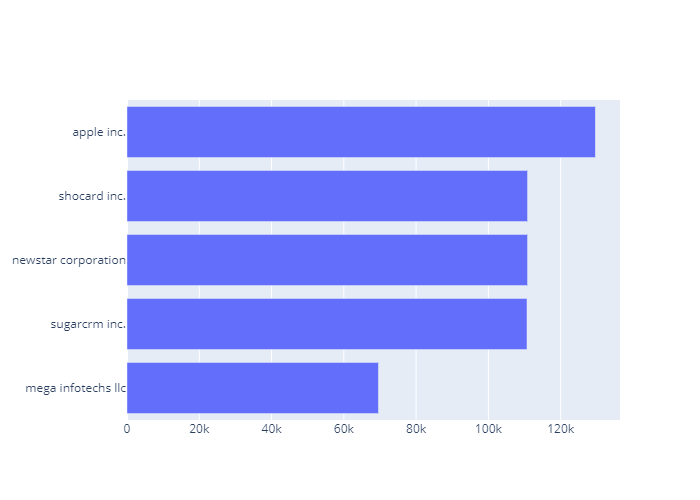 apple inc.
shocard inc.
newstar corporation
sugarcrm inc.
mega infotechs llc
0 20k 40k 60k 80k 100k 120k